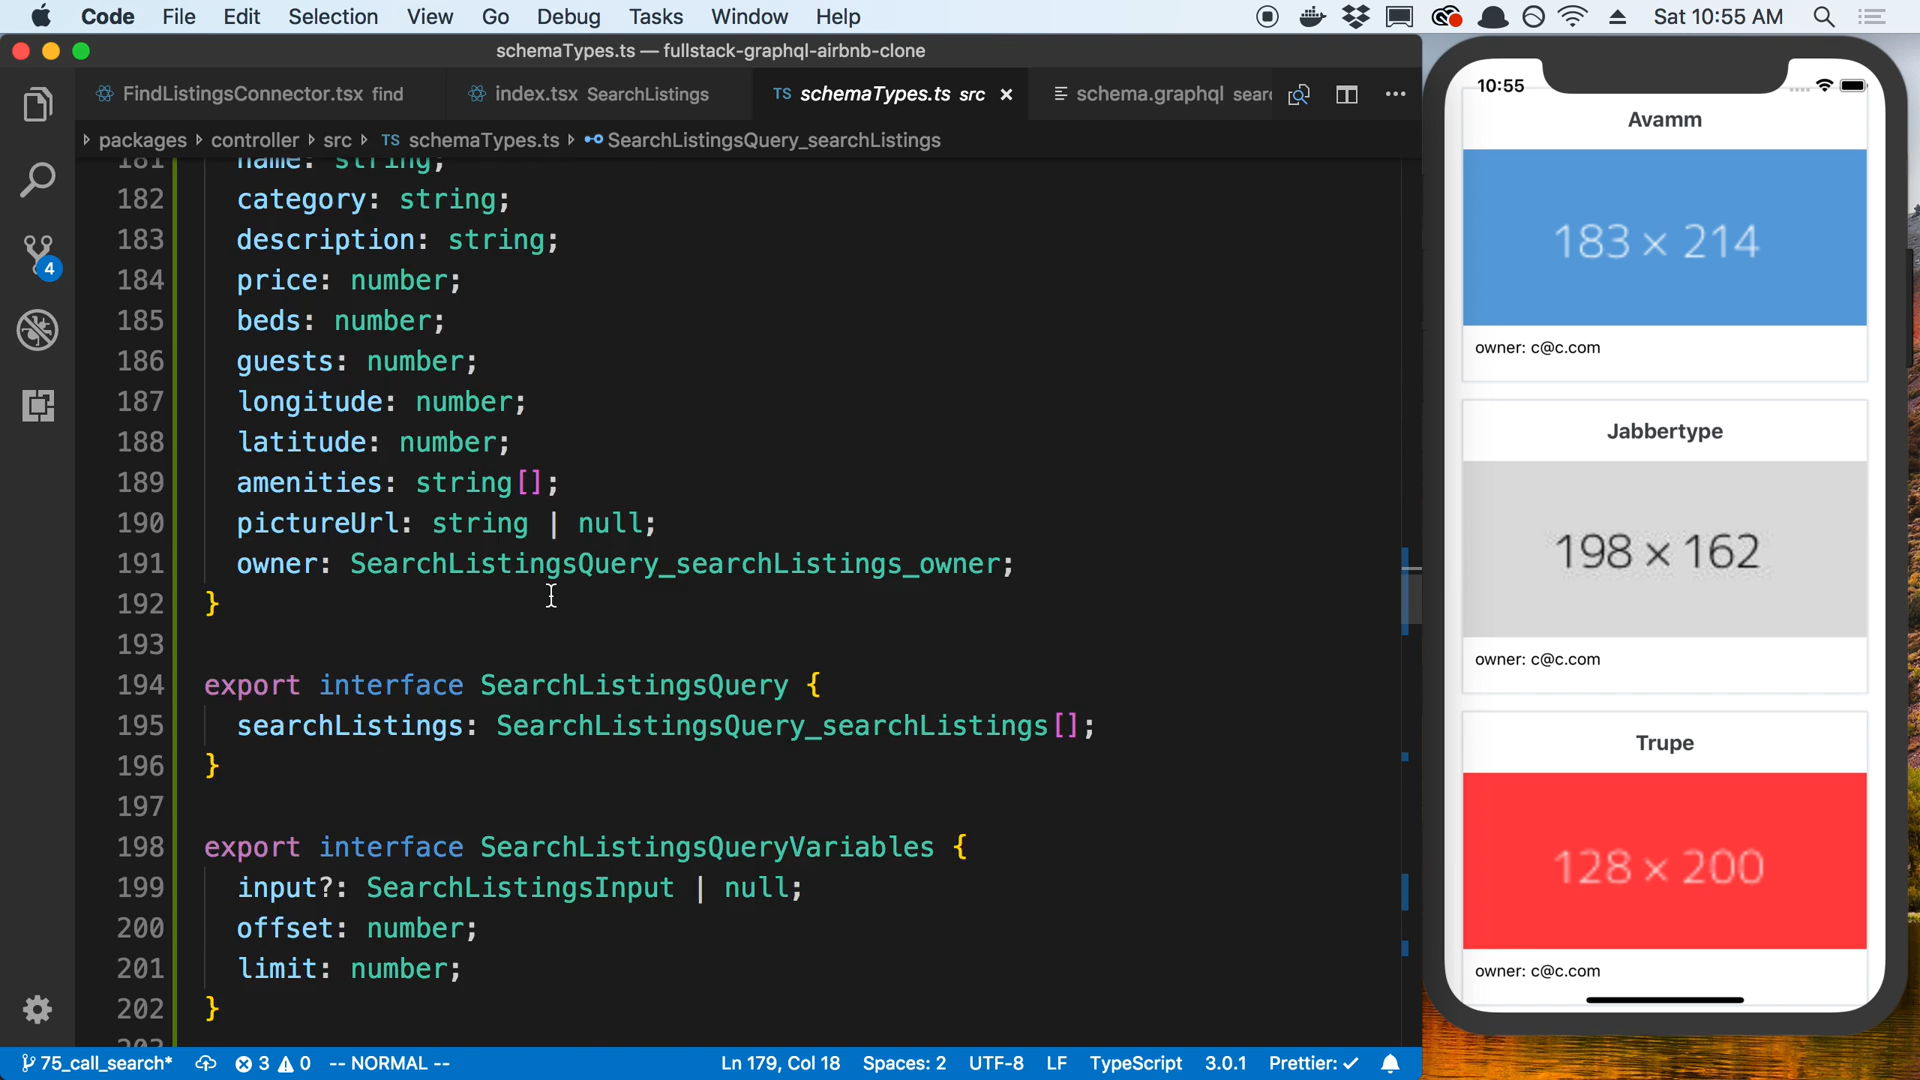 Code File Edit Selection View Go Debug Tasks Window Help Sat 10:55 AM
schemaTypes.ts — fullstack-graphql-airbnb-clone
FindListingsConnector.tsx find index.tsx SearchListings TS schemaTypes.ts src schema.graphql searc
packages controller src TS schemaTypes.ts SearchListingsQuery_searchListings
181 name: string;
182 category: string;
183 description: string;
184 price: number;
185 beds: number;
186 guests: number;
187 longitude: number;
188 latitude: number;
189 amenities: string[];
190 pictureUrl: string | null;
191 owner: SearchListingsQuery_searchListings_owner;
192 }
193
194 export interface SearchListingsQuery {
195 searchListings: SearchListingsQuery_searchListings[];
196 }
197
198 export interface SearchListingsQueryVariables {
199 input?: SearchListingsInput | null;
200 offset: number;
201 limit: number;
202 }
4
75_call_search* 3 0 -- NORMAL -- Ln 179, Col 18 Spaces: 2 UTF-8 LF TypeScript 3.0.1 Prettier: ✓
10:55
Avamm
183 × 214
owner: c@c.com
Jabbertype
198 × 162
owner: c@c.com
Trupe
128 × 200
owner: c@c.com